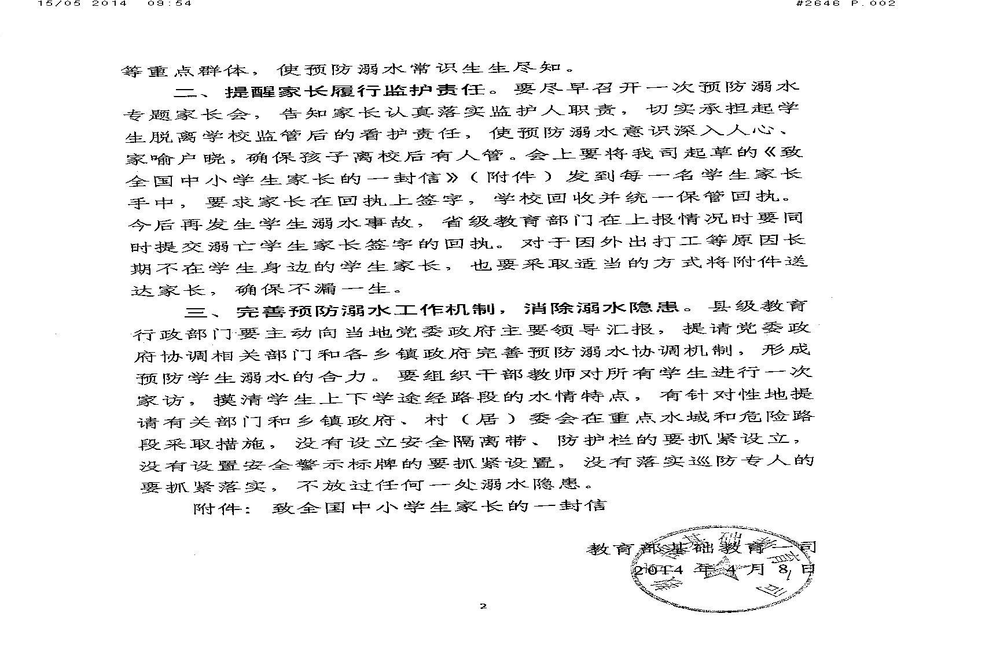 15/05 2014 09:54 #2646 P.002
等重点群体，使预防溺水常识生生尽知。
二、提醒家长履行监护责任。要尽早召开一次预防溺水
专题家长会，告知家长认真落实监护人职责，切实承担起学
生脱离学校监管后的看护责任，使预防溺水意识深入人心、
家喻户晓，确保孩子离校后有人管。会上要将我司起草的《致
全国中小学生家长的一封信》（附件）发到每一名学生家长
手中，要求家长在回执上签字，学校回收并统一保管回执。
今后再发生学生溺水事故，省级教育部门在上报情况时要同
时提交溺亡学生家长签字的回执。对于因外出打工等原因长
期不在学生身边的学生家长，也要采取适当的方式将附件送
达家长，确保不漏一生。
三、完善预防溺水工作机制，消除溺水隐患。县级教育
行政部门要主动向当地党委政府主要领导汇报，提请党委政
府协调相关部门和各乡镇政府完善预防溺水协调机制，形成
预防学生溺水的合力。要组织干部教师对所有学生进行一次
家访，摸清学生上下学途经路段的水情特点，有针对性地提
请有关部门和乡镇政府、村（居）委会在重点水域和危险路
段采取措施，没有设立安全隔离带、防护栏的要抓紧设立，
没有设置安全警示标牌的要抓紧设置，没有落实巡防专人的
要抓紧落实，不放过任何一处溺水隐患。
附件：致全国中小学生家长的一封信
教育部基础教育一司
2014年4月8日
2